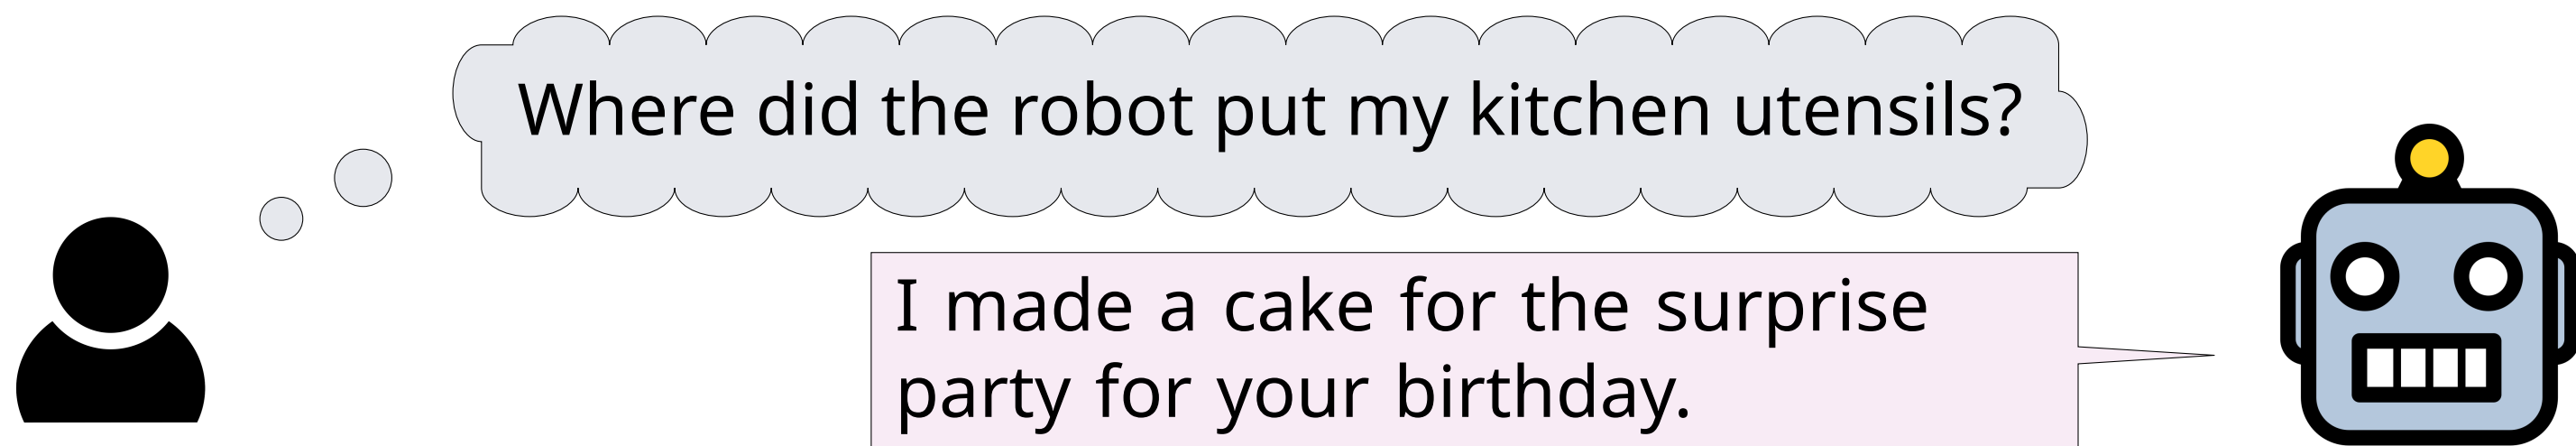 Where did the robot put my kitchen utensils?
I made a cake for the surprise
party for your birthday.